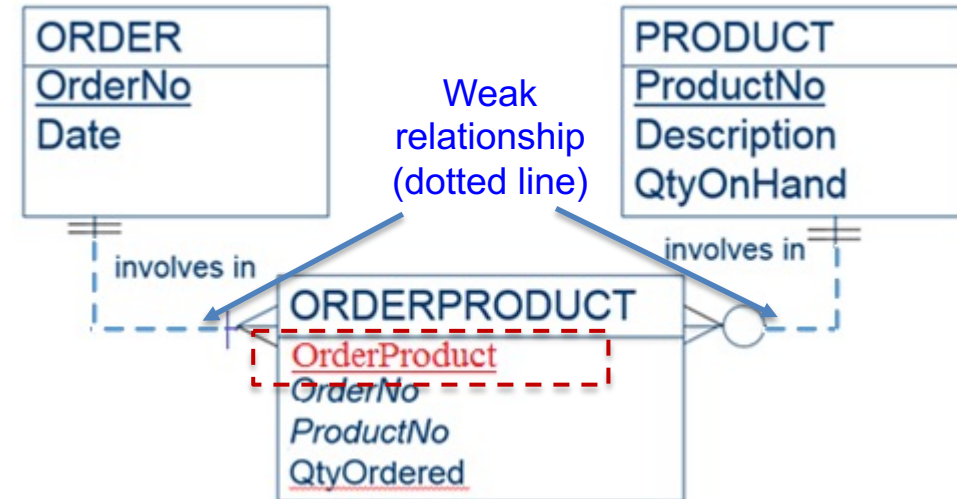 ORDER
OrderNo
Date
Weak
relationship
(dotted line)
PRODUCT
ProductNo
Description
QtyOnHand
involves in
involves in
ORDERPRODUCT
OrderProduct
OrderNo
ProductNo
QtyOrdered